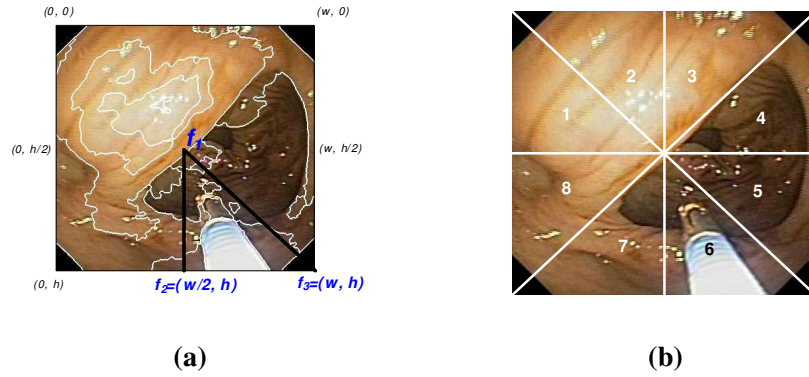 (0, 0)
(w, 0)
(0, h/2)
f1
(w, h/2)
(0, h)
f2=(w/2, h)
f3=(w, h)
(a)
1
2
3
4
5
6
7
8
(b)